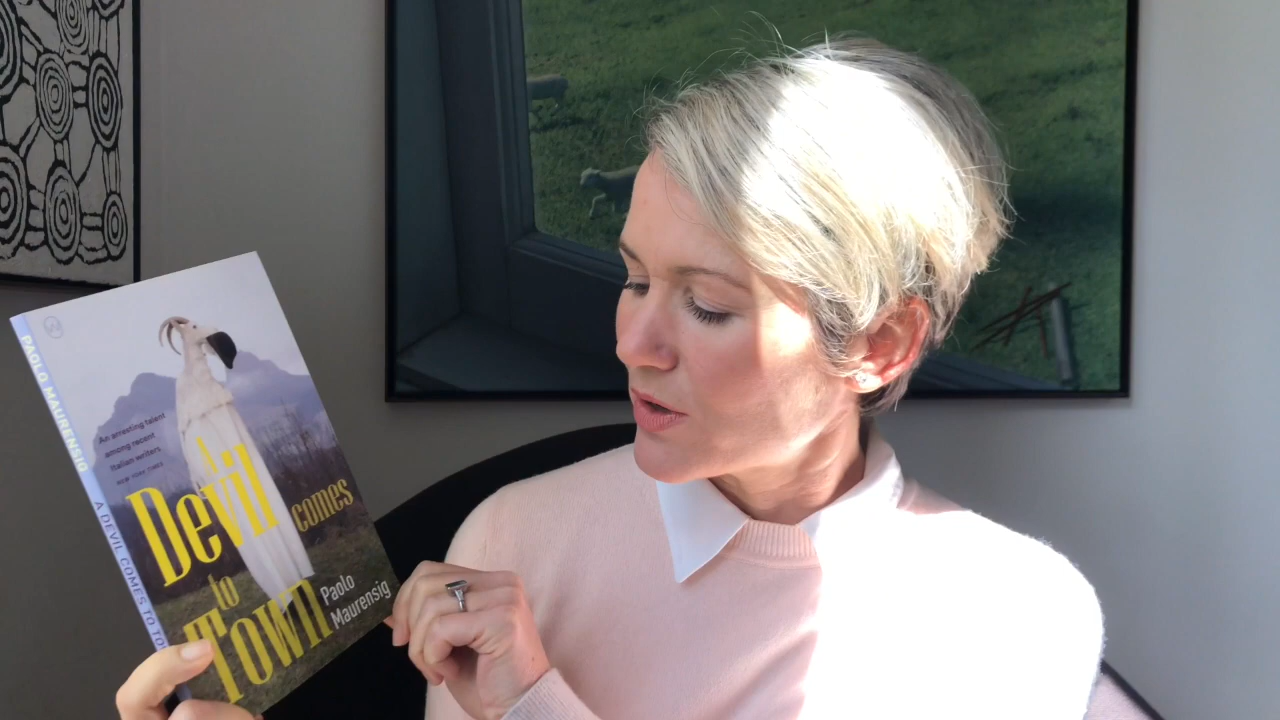 PAOLO MAURENSIG
A DEVIL COMES TO TO
An arresting talent
among recent
Italian writers
NEW YORK TIMES
A
Devil
comes
to
Town
Paolo
Maurensig